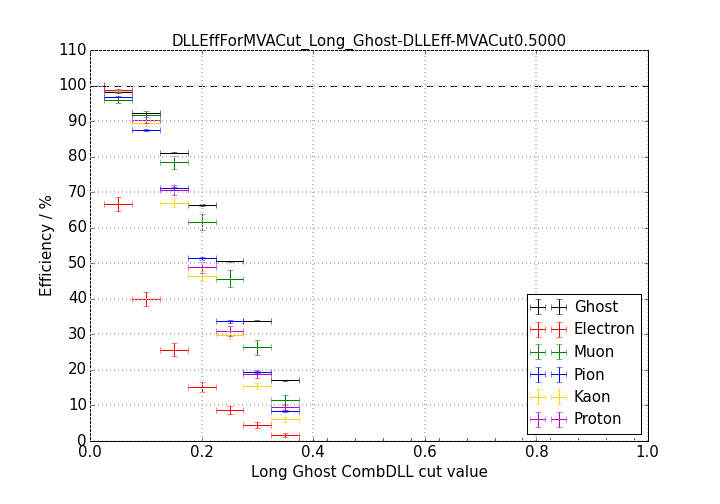 DLLEffForMVACut_Long_Ghost-DLLEff-MVACut0.5000
110
100
90
80
70
60
50
40
30
20
10
0
Efficiency / %
Ghost
Electron
Muon
Pion
Kaon
Proton
0.0 0.2 0.4 0.6 0.8 1.0
Long Ghost CombDLL cut value